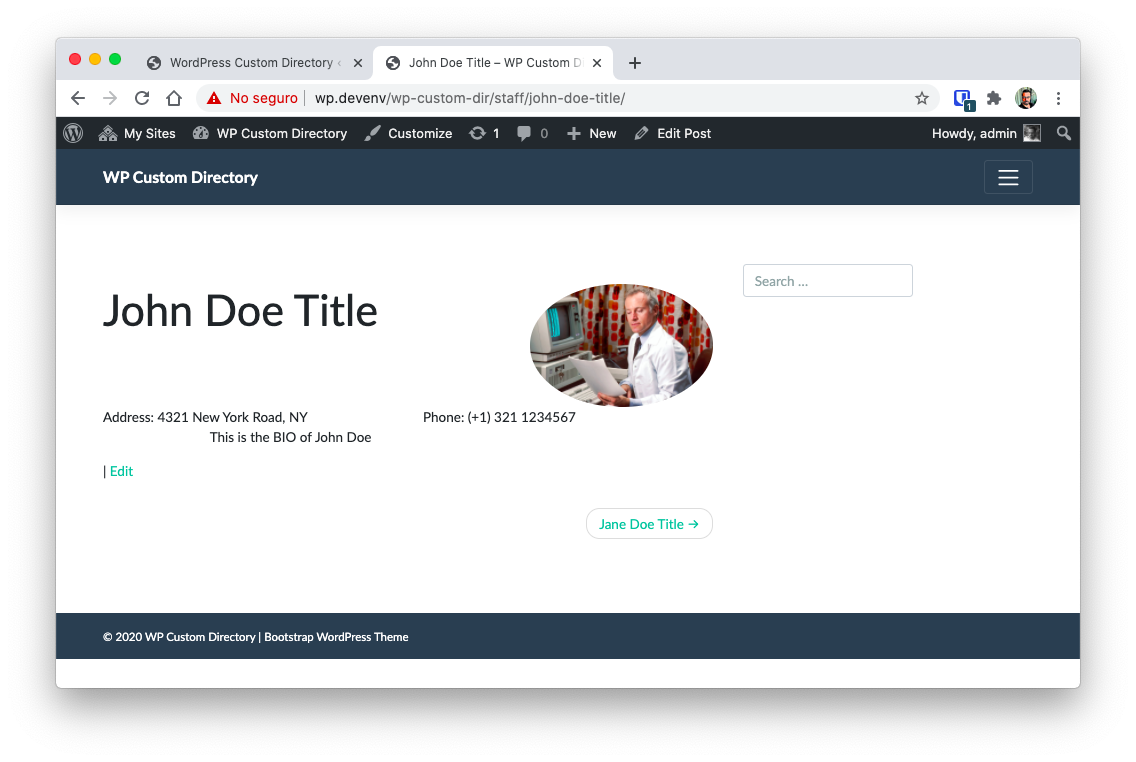 WordPress Custom Directory ‹
John Doe Title – WP Custom D
No seguro | wp.devenv/wp-custom-dir/staff/john-doe-title/
1
My Sites WP Custom Directory Customize 1 0 New Edit Post Howdy, admin
WP Custom Directory
Search ...
John Doe Title
Address: 4321 New York Road, NY Phone: (+1) 321 1234567
This is the BIO of John Doe
| Edit
Jane Doe Title →
© 2020 WP Custom Directory | Bootstrap WordPress Theme